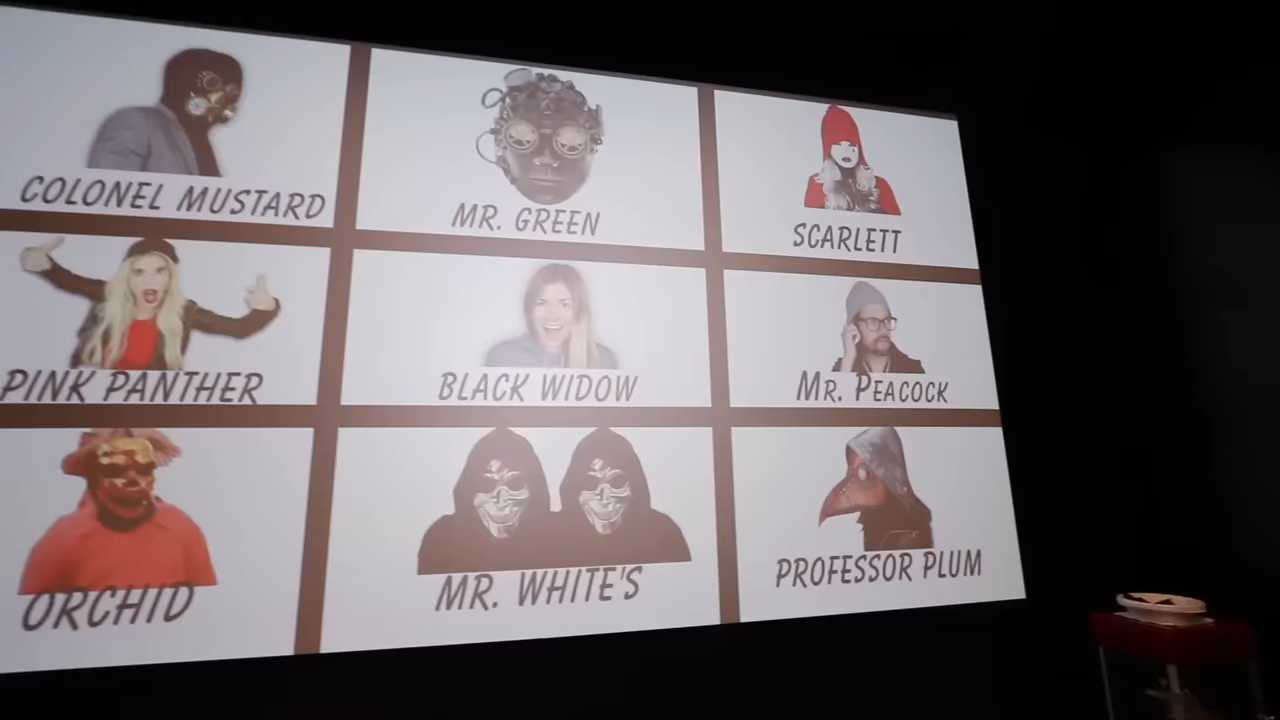 COLONEL MUSTARD
MR. GREEN
SCARLETT
PINK PANTHER
BLACK WIDOW
MR. PEACOCK
ORCHID
MR. WHITE'S
PROFESSOR PLUM